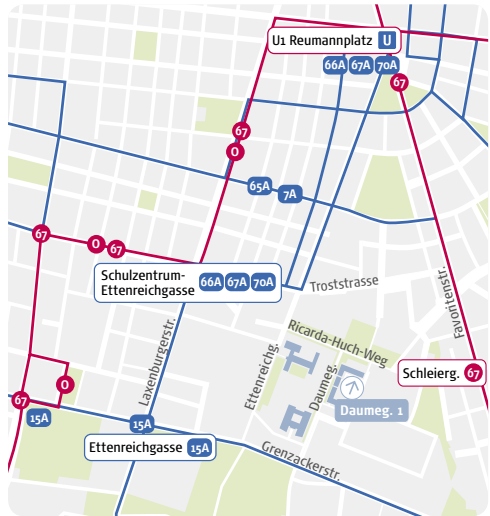 U1 Reumannplatz U
66A 67A 70A
67
67
O
65A
7A
67
O
67
Schulzentrum-
Ettenreichgasse 66A 67A 70A
Troststrasse
Favoritenstr.
Laxenburgerstr.
Ricarda-Huch-Weg
Ettenreichg.
Daumeg.
Schleierg. 67
O
67
15A
Daumeg. 1
15A
Ettenreichgasse 15A
Grenzackerstr.